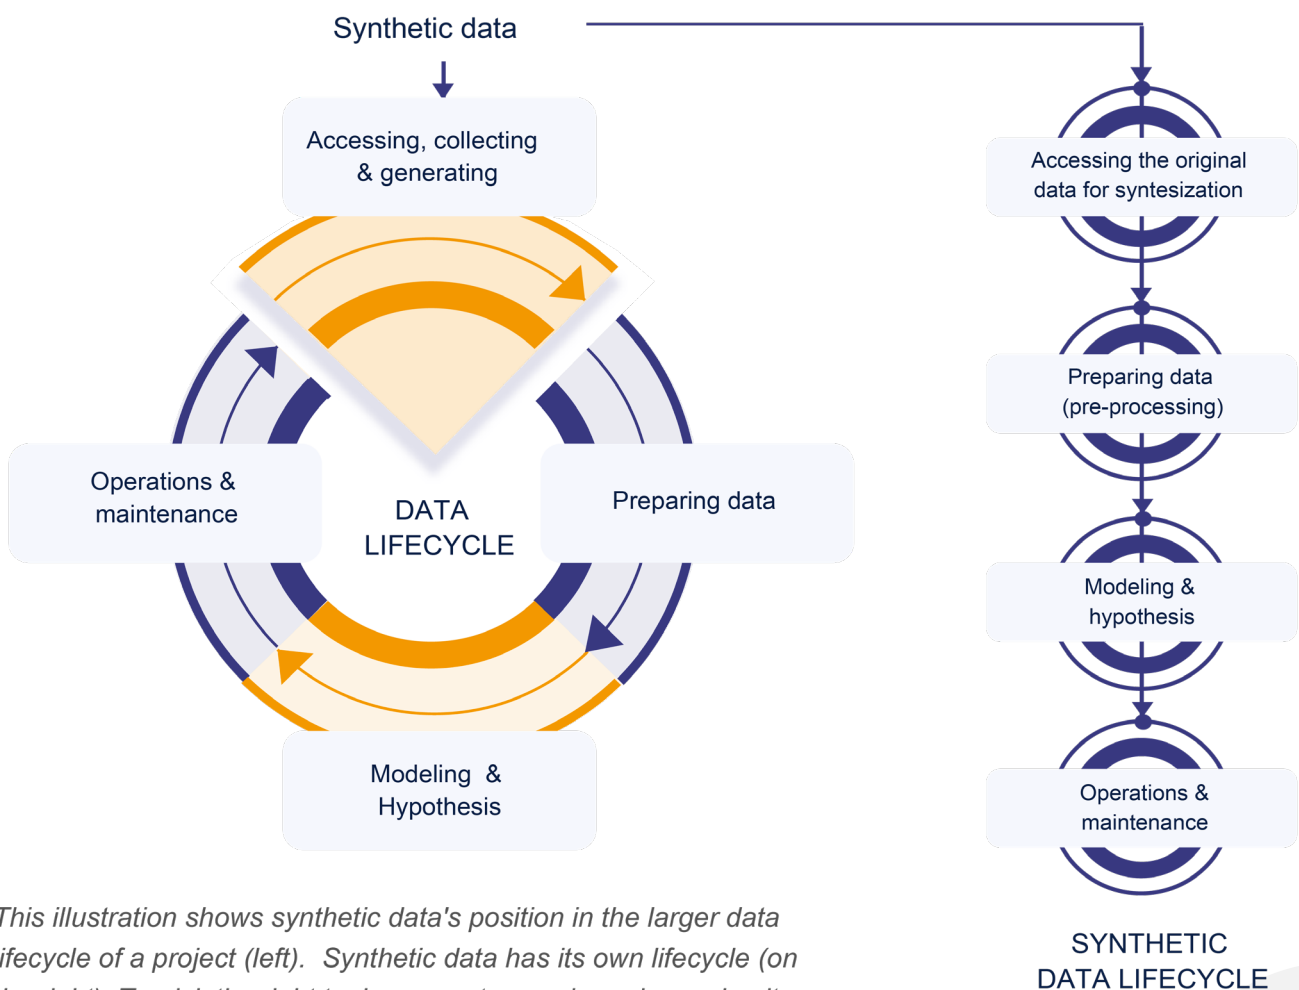 Synthetic data
Accessing, collecting
& generating
Operations &
maintenance
DATA
LIFECYCLE
Preparing data
Modeling & 
Hypothesis
Accessing the original
data for syntesization
Preparing data
(pre-processing)
Modeling &
hypothesis
Operations &
maintenance
SYNTHETIC
DATA LIFECYCLE
This illustration shows synthetic data's position in the larger data
lifecycle of a project (left). Synthetic data has its own lifecycle (on